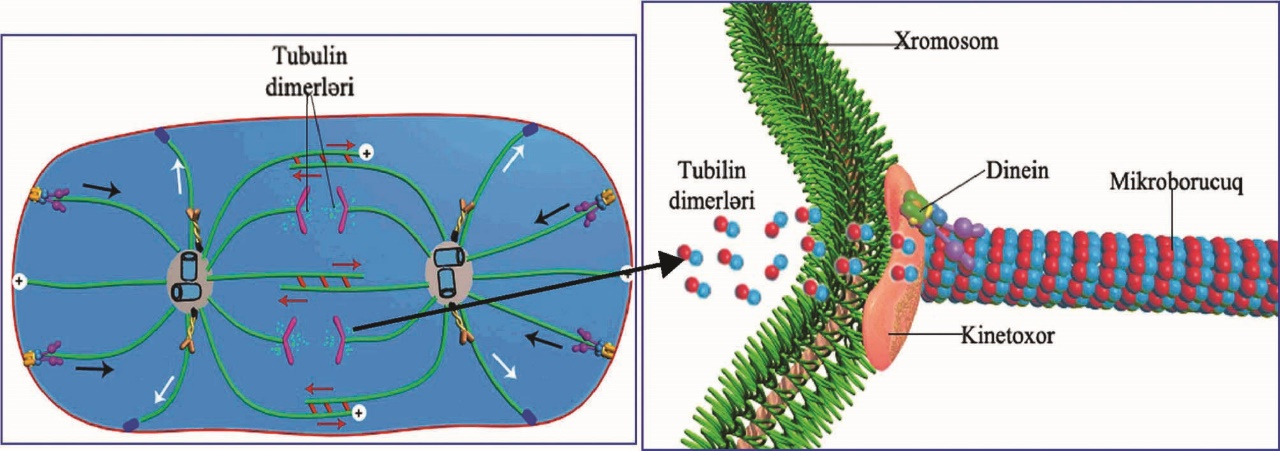 Tubulin
dimerləri
+
+
+
+
Xromosom
Tubilin
dimerləri
Dinein
Mikroborucuq
Kinetoxor